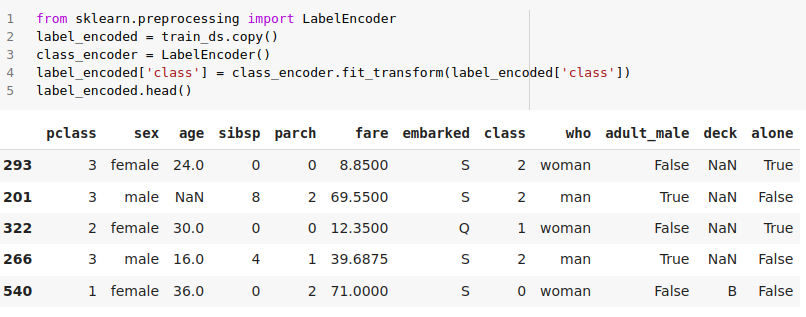 1 from sklearn.preprocessing import LabelEncoder
2 label_encoded = train_ds.copy()
3 class_encoder = LabelEncoder()
4 label_encoded['class'] = class_encoder.fit_transform(label_encoded['class'])
5 label_encoded.head()
pclass sex age sibsp parch fare embarked class who adult_male deck alone
293 3 female 24.0 0 0 8.8500 S 2 woman False NaN True
201 3 male NaN 8 2 69.5500 S 2 man True NaN False
322 2 female 30.0 0 0 12.3500 Q 1 woman False NaN True
266 3 male 16.0 4 1 39.6875 S 2 man True NaN False
540 1 female 36.0 0 2 71.0000 S 0 woman False B False